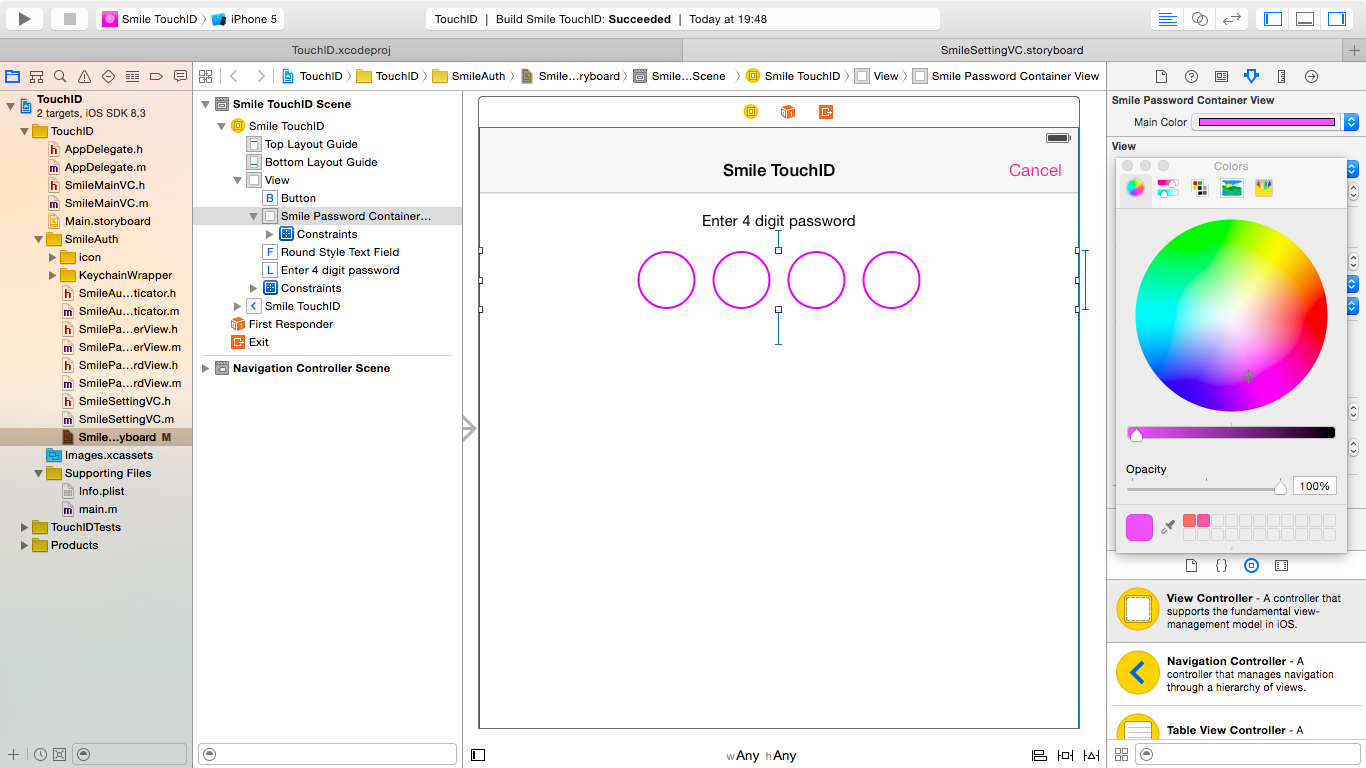 Smile TouchID
iPhone 5
TouchID | Build Smile TouchID: Succeeded | Today at 19:48
TouchID.xcodeproj
SmileSettingVC.storyboard
TouchID
TouchID
SmileAuth
Smile...ryboard
Smile...Scene
Smile TouchID
View
Smile Password Container View
TouchID
2 targets, iOS SDK 8.3
TouchID
h AppDelegate.h
m AppDelegate.m
h SmileMainVC.h
m SmileMainVC.m
Main.storyboard
SmileAuth
icon
KeychainWrapper
h SmileAu...ticator.h
m SmileAu...ticator.m
h SmilePa...erView.h
m SmilePa...erView.m
h SmilePa...rdView.h
m SmilePa...rdView.m
h SmileSettingVC.h
m SmileSettingVC.m
Smile...yboard M
Images.xcassets
Supporting Files
Info.plist
m main.m
TouchIDTests
Products
Smile TouchID Scene
Smile TouchID
Top Layout Guide
Bottom Layout Guide
View
B Button
Smile Password Container...
Constraints
F Round Style Text Field
L Enter 4 digit password
Constraints
Smile TouchID
First Responder
Exit
Navigation Controller Scene
Smile TouchID
Cancel
Enter 4 digit password
wAny hAny
Smile Password Container View
Main Color
View
Colors
Opacity
100%
View Controller - A controller that
supports the fundamental view-
management model in iOS.
Navigation Controller - A
controller that manages navigation
through a hierarchy of views.
Table View Controller - A